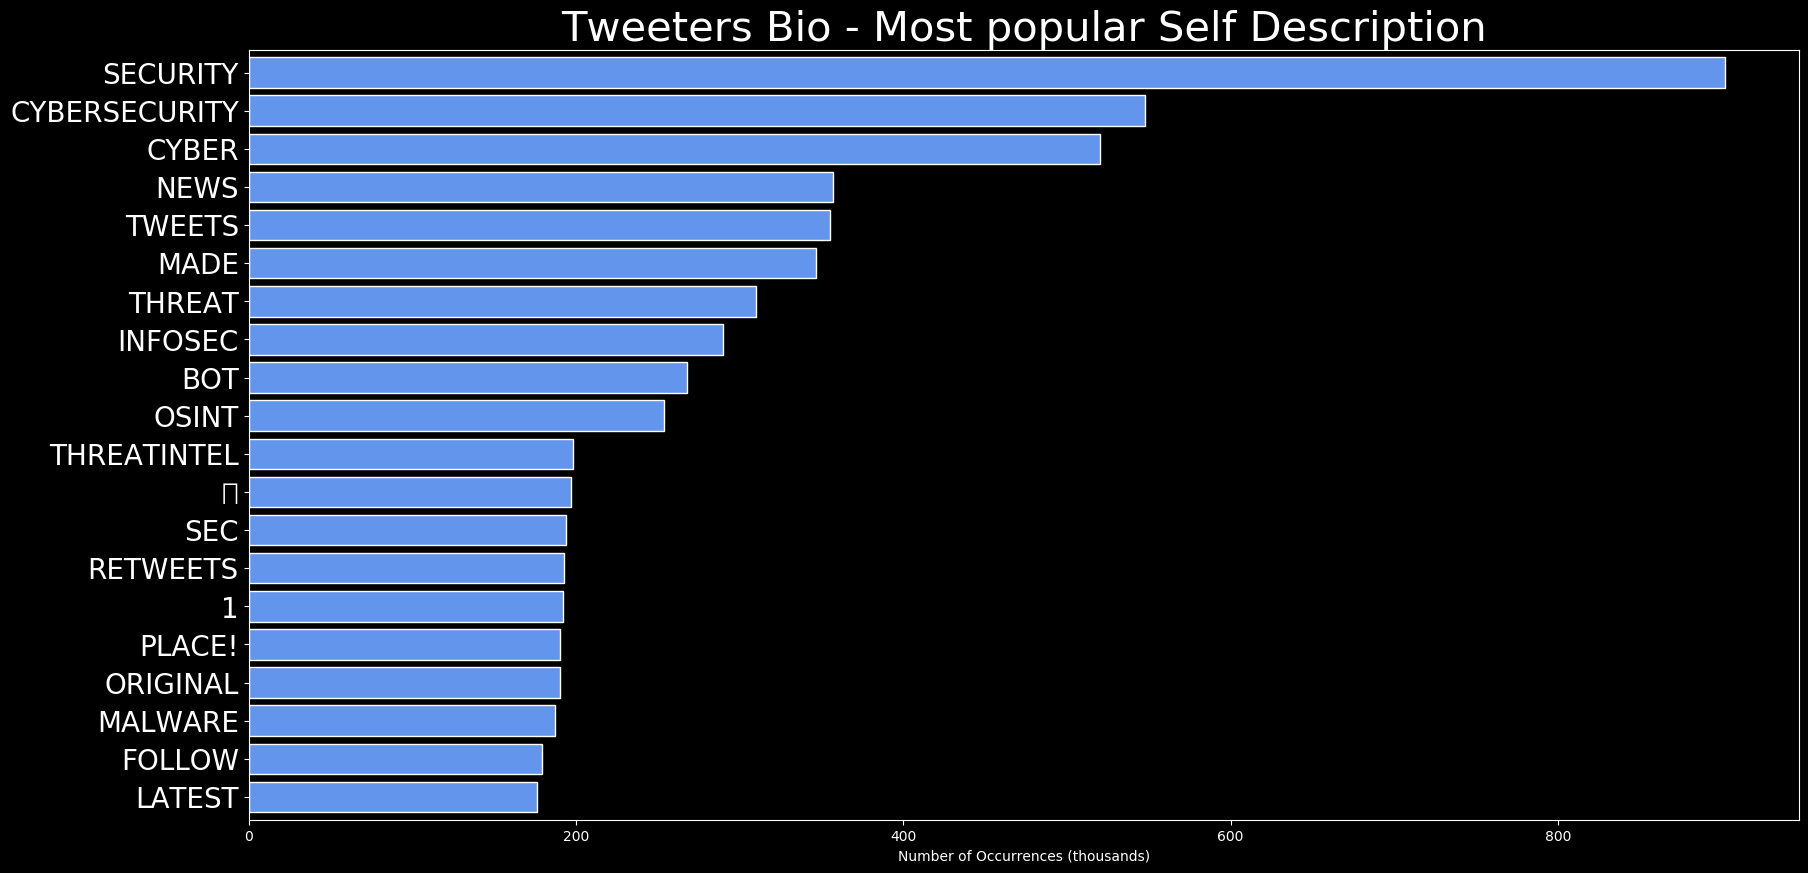 Tweeters Bio - Most popular Self Description
SECURITY
CYBERSECURITY
CYBER
NEWS
TWEETS
MADE
THREAT
INFOSEC
BOT
OSINT
THREATINTEL
SEC
RETWEETS
1
PLACE!
ORIGINAL
MALWARE
FOLLOW
LATEST
0 200 400 600 800
Number of Occurrences (thousands)